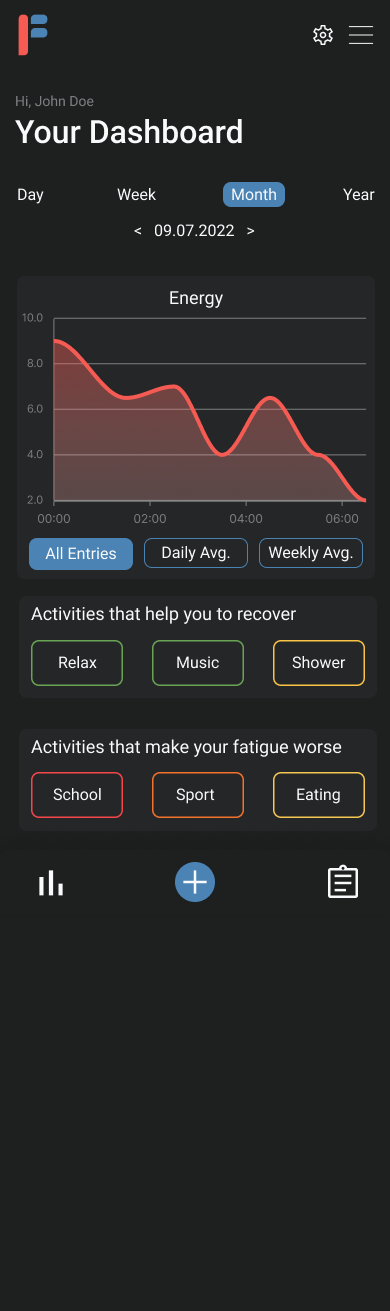 Hi, John Doe
Your Dashboard
Day Week Month Year
< 09.07.2022 >
Energy
10.0
8.0
6.0
4.0
2.0
00:00 02:00 04:00 06:00
All Entries Daily Avg. Weekly Avg.
Activities that help you to recover
Relax Music Shower
Activities that make your fatigue worse
School Sport Eating